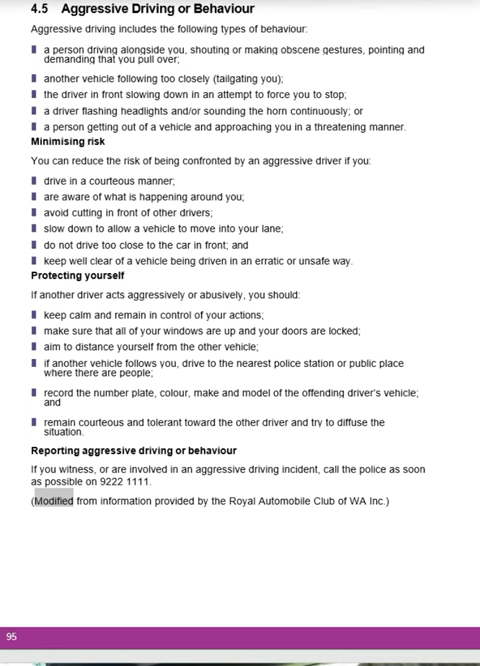 4.5 Aggressive Driving or Behaviour
Aggressive driving includes the following types of behaviour:
a person driving alongside you, shouting or making obscene gestures, pointing and
demanding that you pull over;
another vehicle following too closely (tailgating you);
the driver in front slowing down in an attempt to force you to stop;
a driver flashing headlights and/or sounding the horn continuously; or
a person getting out of a vehicle and approaching you in a threatening manner.
Minimising risk
You can reduce the risk of being confronted by an aggressive driver if you:
drive in a courteous manner;
are aware of what is happening around you;
avoid cutting in front of other drivers;
slow down to allow a vehicle to move into your lane;
do not drive too close to the car in front; and
keep well clear of a vehicle being driven in an erratic or unsafe way.
Protecting yourself
If another driver acts aggressively or abusively, you should:
keep calm and remain in control of your actions;
make sure that all of your windows are up and your doors are locked;
aim to distance yourself from the other vehicle;
if another vehicle follows you, drive to the nearest police station or public place
where there are people;
record the number plate, colour, make and model of the offending driver's vehicle;
and
remain courteous and tolerant toward the other driver and try to diffuse the
situation.
Reporting aggressive driving or behaviour
If you witness, or are involved in an aggressive driving incident, call the police as soon
as possible on 9222 1111.
(Modified from information provided by the Royal Automobile Club of WA Inc.)
95